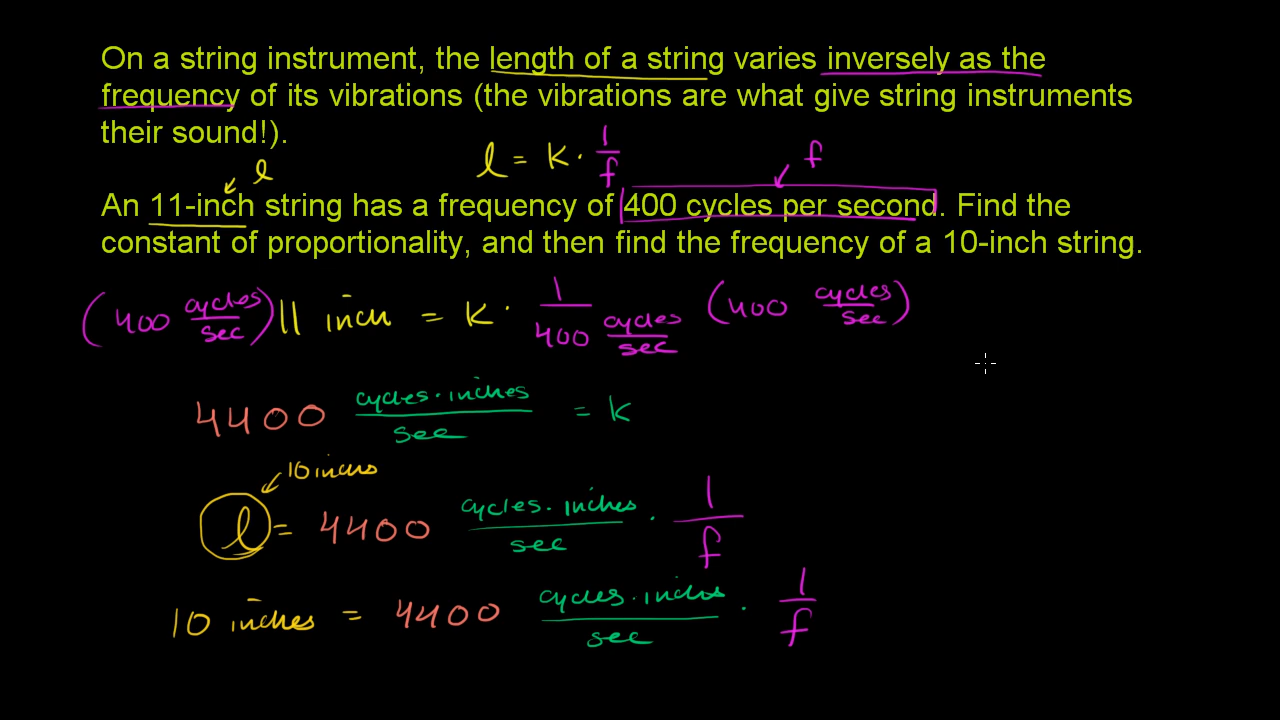 On a string instrument, the length of a string varies inversely as the
frequency of its vibrations (the vibrations are what give string instruments
their sound!).
l = k · 1/f
f
l
An 11-inch string has a frequency of 400 cycles per second. Find the
constant of proportionality, and then find the frequency of a 10-inch string.
(400 cycles/sec) 11 inch = k · 1/(400 cycles/sec) (400 cycles/sec)
4400 cycles · inches/sec = k
10 inches
l = 4400 cycles · inches/sec · 1/f
10 inches = 4400 cycles · inches/sec · 1/f